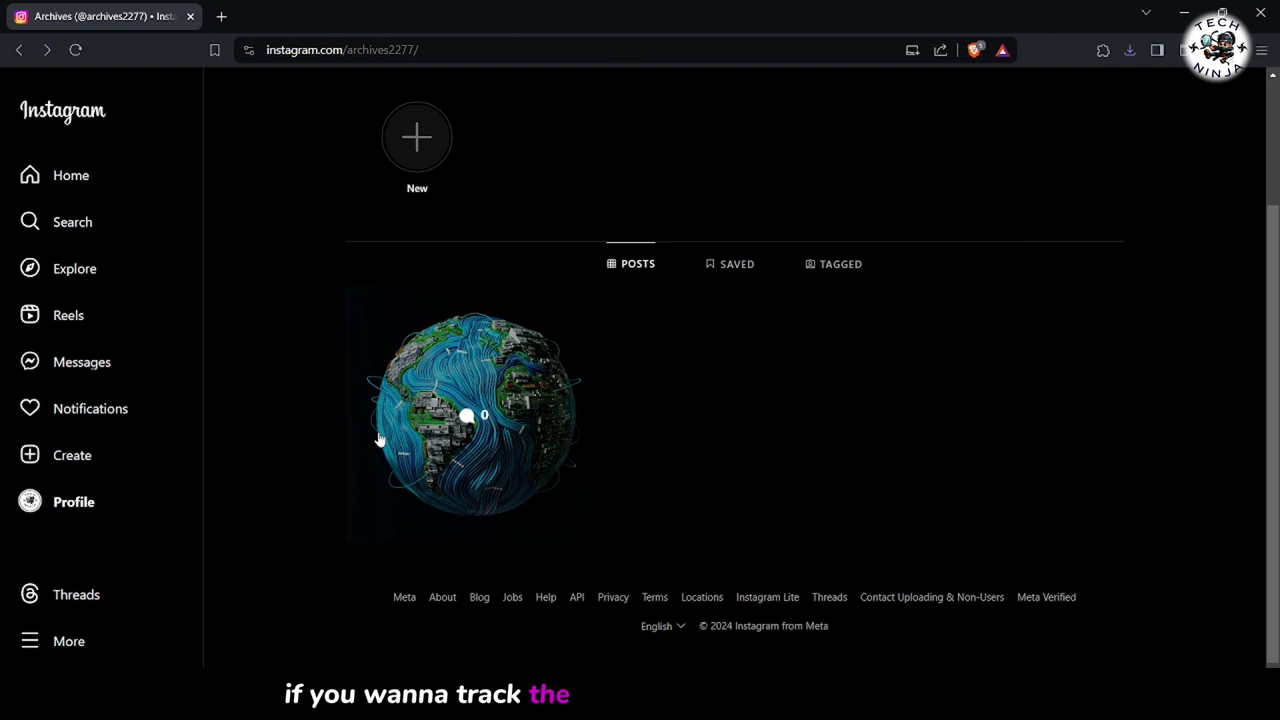 Archives (@archives2277) • Insta
instagram.com/archives2277/
TECH
NINJA
Instagram
Home
Search
Explore
Reels
Messages
Notifications
Create
Profile
Threads
More
New
POSTS
SAVED
TAGGED
0
Meta About Blog Jobs Help API Privacy Terms Locations Instagram Lite Threads Contact Uploading & Non-Users Meta Verified
English © 2024 Instagram from Meta
if you wanna track the